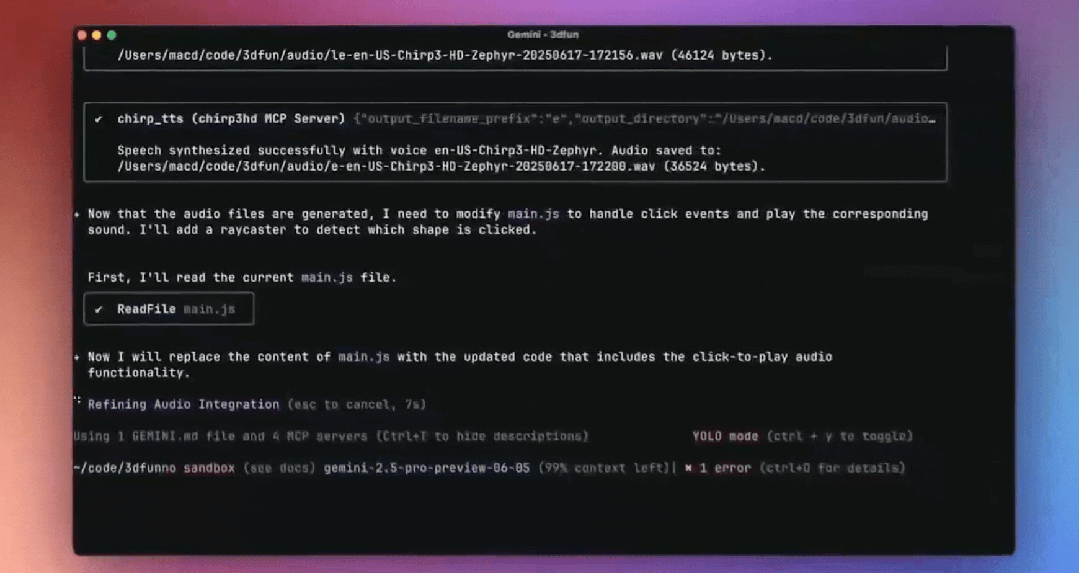 Gemini - 3dfun
/Users/macd/code/3dfun/audio/le-en-US-Chirp3-HD-Zephyr-20250617-172156.wav (46124 bytes).
✔ chirp_tts (chirp3hd MCP Server) {"output_filename_prefix":"e","output_directory":"/Users/macd/code/3dfun/audio…
Speech synthesized successfully with voice en-US-Chirp3-HD-Zephyr. Audio saved to:
/Users/macd/code/3dfun/audio/e-en-US-Chirp3-HD-Zephyr-20250617-172200.wav (36524 bytes).
✦ Now that the audio files are generated, I need to modify main.js to handle click events and play the corresponding
sound. I'll add a raycaster to detect which shape is clicked.
First, I'll read the current main.js file.
✔ ReadFile main.js
✦ Now I will replace the content of main.js with the updated code that includes the click-to-play audio
functionality.
Refining Audio Integration (esc to cancel, 7s)
Using 1 GEMINI.md file and 4 MCP servers (Ctrl+T to hide descriptions) YOLO mode (ctrl + y to toggle)
~/code/3dfunno sandbox (see docs) gemini-2.5-pro-preview-06-05 (99% context left)| ✖ 1 error (ctrl+O for details)